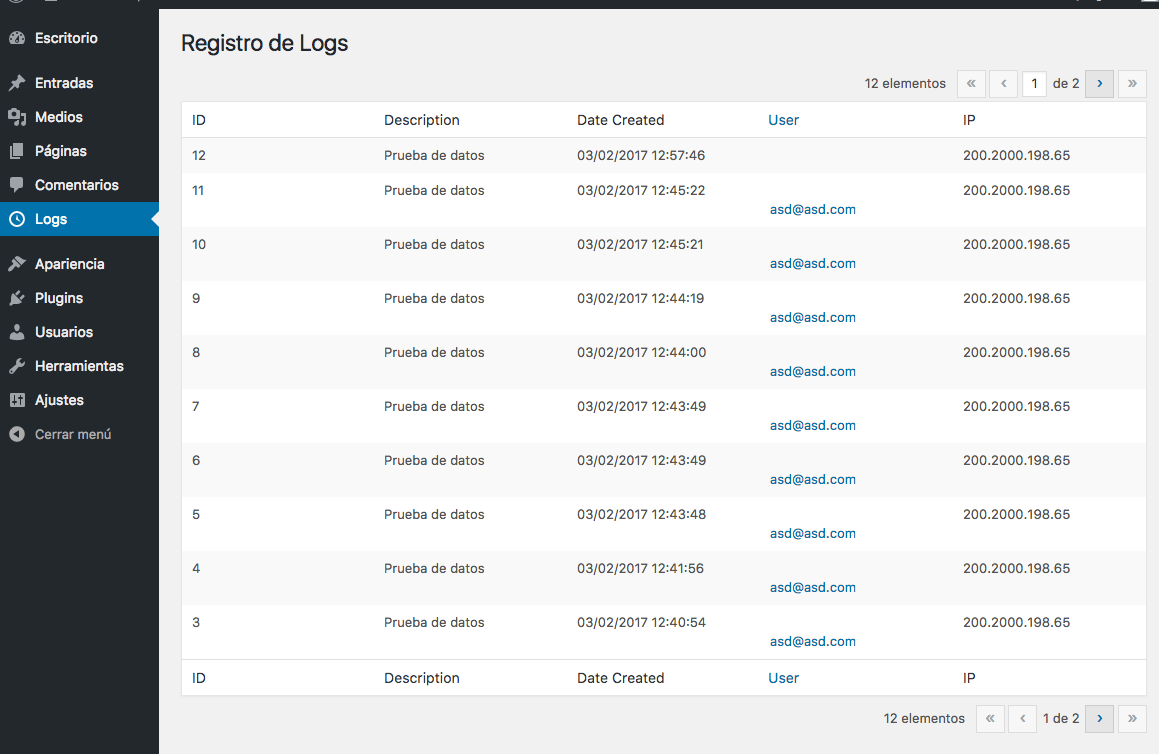 Escritorio
Entradas
Medios
Páginas
Comentarios
Logs
Apariencia
Plugins
Usuarios
Herramientas
Ajustes
Cerrar menú
Registro de Logs
12 elementos « ‹ 1 de 2 › »
ID Description Date Created User IP
12 Prueba de datos 03/02/2017 12:57:46 200.2000.198.65
11 Prueba de datos 03/02/2017 12:45:22 200.2000.198.65
asd@asd.com
10 Prueba de datos 03/02/2017 12:45:21 200.2000.198.65
asd@asd.com
9 Prueba de datos 03/02/2017 12:44:19 200.2000.198.65
asd@asd.com
8 Prueba de datos 03/02/2017 12:44:00 200.2000.198.65
asd@asd.com
7 Prueba de datos 03/02/2017 12:43:49 200.2000.198.65
asd@asd.com
6 Prueba de datos 03/02/2017 12:43:49 200.2000.198.65
asd@asd.com
5 Prueba de datos 03/02/2017 12:43:48 200.2000.198.65
asd@asd.com
4 Prueba de datos 03/02/2017 12:41:56 200.2000.198.65
asd@asd.com
3 Prueba de datos 03/02/2017 12:40:54 200.2000.198.65
asd@asd.com
ID Description Date Created User IP
12 elementos « ‹ 1 de 2 › »